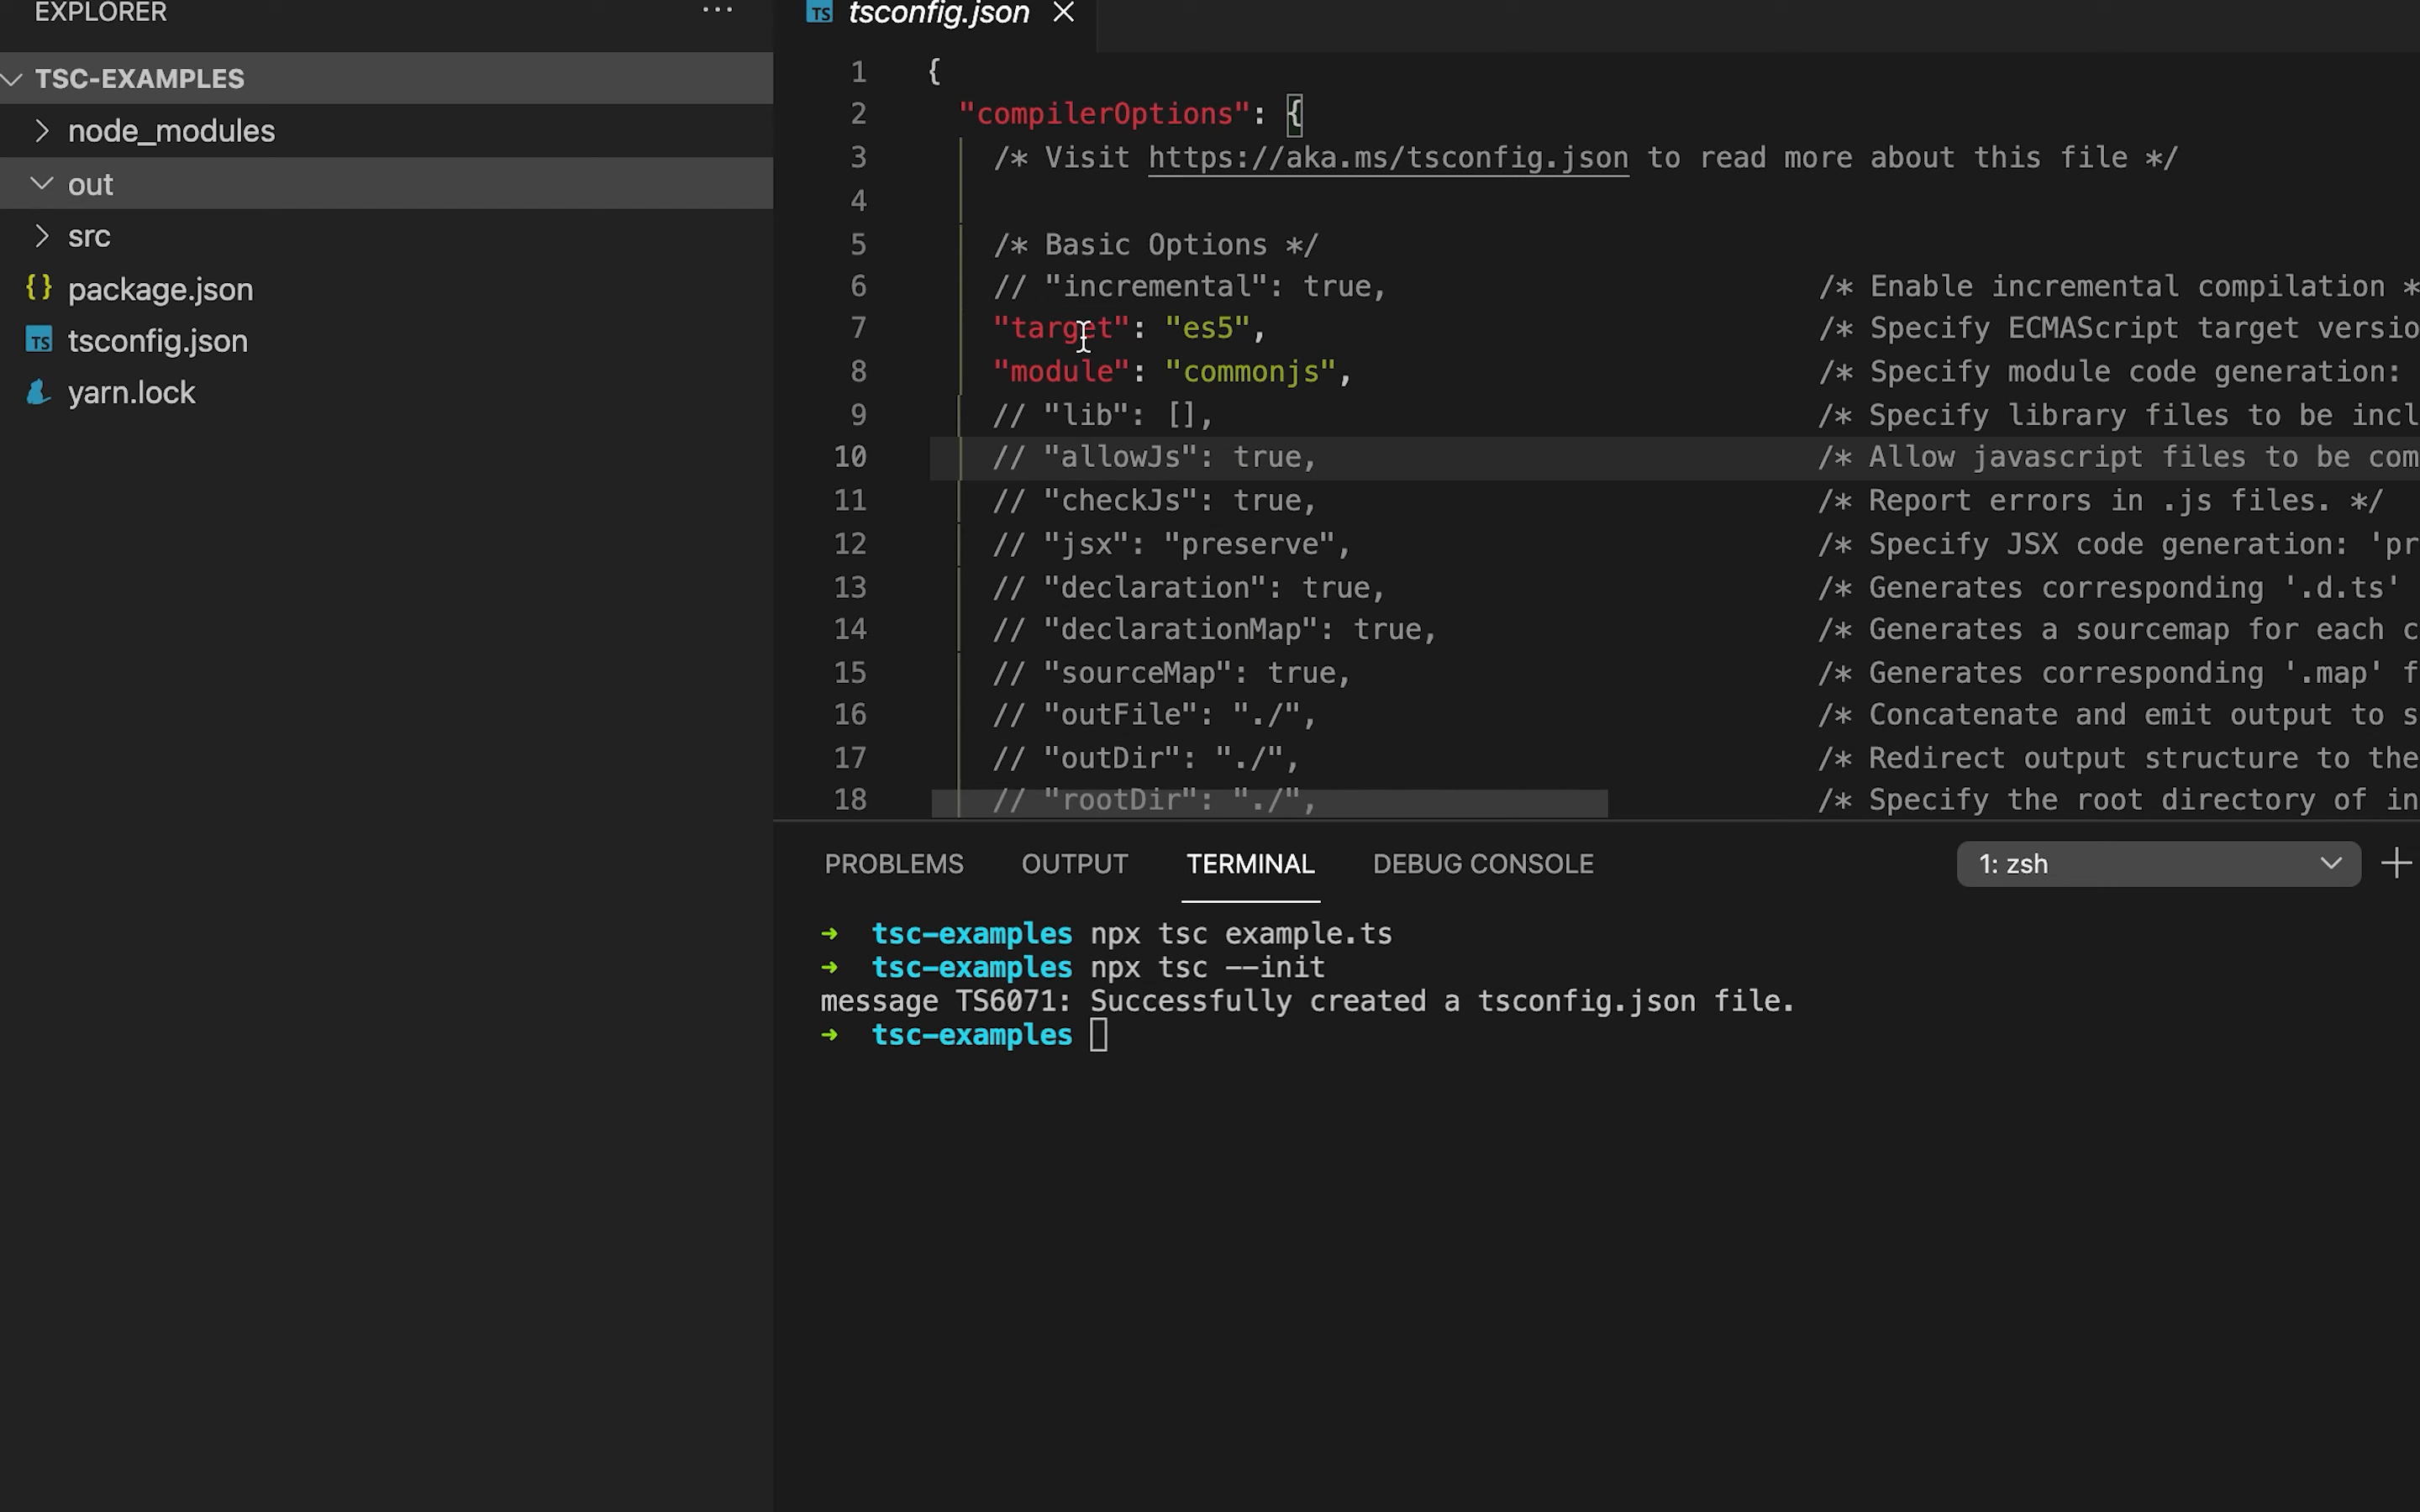 EXPLORER
TSC-EXAMPLES
node_modules
out
src
{} package.json
TS tsconfig.json
yarn.lock
TS tsconfig.json
1 {
2 "compilerOptions": {
3 /* Visit https://aka.ms/tsconfig.json to read more about this file */
4
5 /* Basic Options */
6 // "incremental": true, /* Enable incremental compilation *
7 "target": "es5", /* Specify ECMAScript target versio
8 "module": "commonjs", /* Specify module code generation:
9 // "lib": [], /* Specify library files to be incl
10 // "allowJs": true, /* Allow javascript files to be com
11 // "checkJs": true, /* Report errors in .js files. */
12 // "jsx": "preserve", /* Specify JSX code generation: 'pr
13 // "declaration": true, /* Generates corresponding '.d.ts'
14 // "declarationMap": true, /* Generates a sourcemap for each c
15 // "sourceMap": true, /* Generates corresponding '.map' f
16 // "outFile": "./", /* Concatenate and emit output to s
17 // "outDir": "./", /* Redirect output structure to the
18 // "rootDir": "./", /* Specify the root directory of in
PROBLEMS OUTPUT TERMINAL DEBUG CONSOLE 1: zsh
➜ tsc-examples npx tsc example.ts
➜ tsc-examples npx tsc --init
message TS6071: Successfully created a tsconfig.json file.
➜ tsc-examples